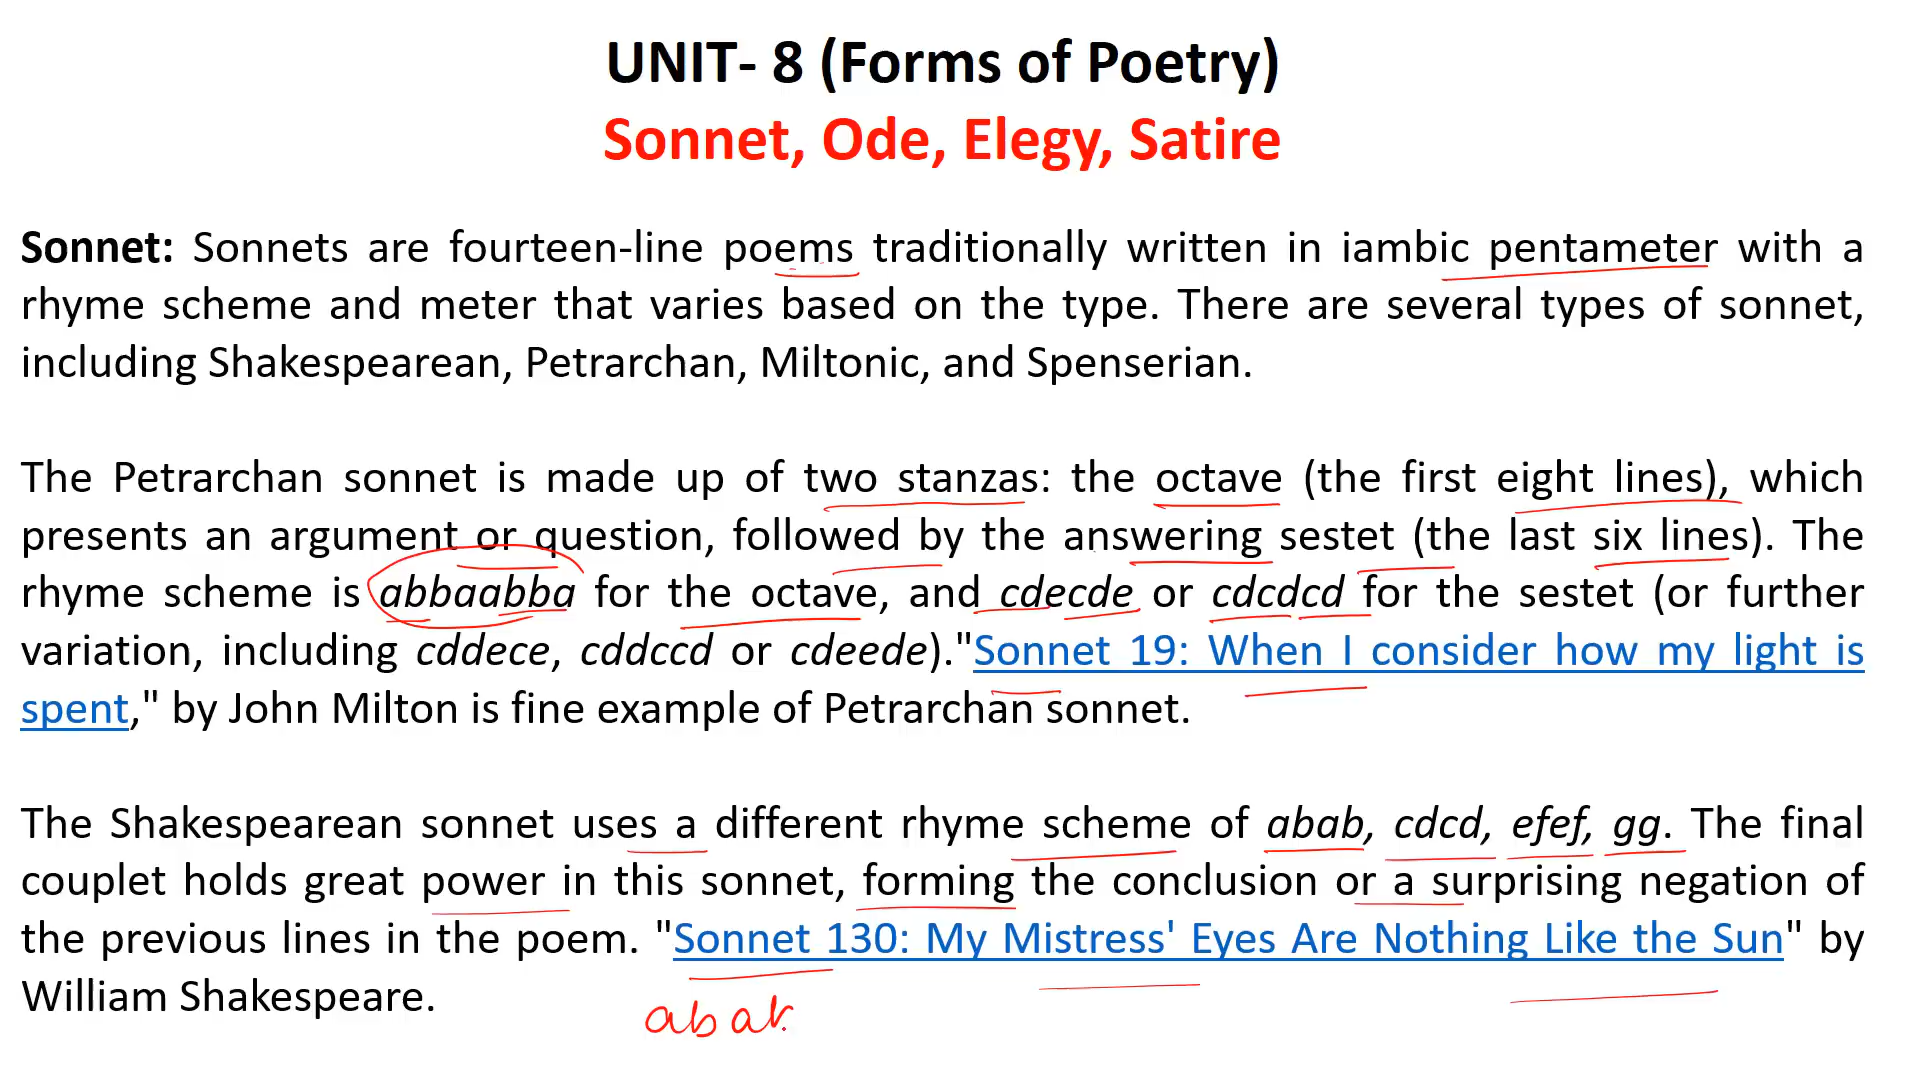 UNIT- 8 (Forms of Poetry)
Sonnet, Ode, Elegy, Satire
Sonnet: Sonnets are fourteen-line poems traditionally written in iambic pentameter with a
rhyme scheme and meter that varies based on the type. There are several types of sonnet,
including Shakespearean, Petrarchan, Miltonic, and Spenserian.
The Petrarchan sonnet is made up of two stanzas: the octave (the first eight lines), which
presents an argument or question, followed by the answering sestet (the last six lines). The
rhyme scheme is abbaabba for the octave, and cdecde or cdcdcd for the sestet (or further
variation, including cddece, cddccd or cdeede)."Sonnet 19: When I consider how my light is
spent," by John Milton is fine example of Petrarchan sonnet.
The Shakespearean sonnet uses a different rhyme scheme of abab, cdcd, efef, gg. The final
couplet holds great power in this sonnet, forming the conclusion or a surprising negation of
the previous lines in the poem. "Sonnet 130: My Mistress' Eyes Are Nothing Like the Sun" by
William Shakespeare.
abab